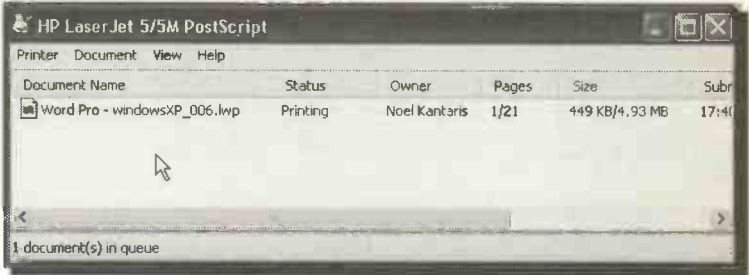 HP LaserJet 5/5M PostScript
Printer Document View Help
Document Name Status Owner Pages Size Subr
Word Pro - windowsXP_006.lwp Printing Noel Kantaris 1/21 449 KB/4.93 MB 17:4
1 document(s) in queue